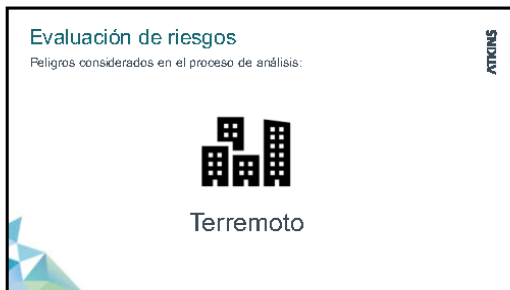 Evaluación de riesgos
Peligros considerados en el proceso de análisis:
ATKINS
Terremoto